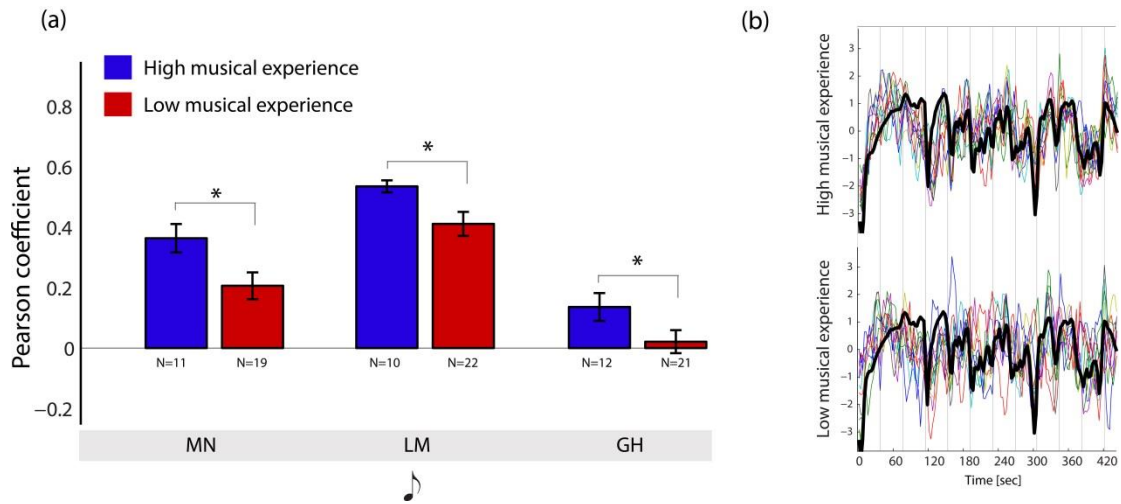 (a)
High musical experience
Low musical experience
Pearson coefficient
0.8
0.6
0.4
0.2
0
−0.2
*
*
*
N=11
N=19
N=10
N=22
N=12
N=21
MN
LM
GH
(b)
High musical experience
3
2
1
0
−1
−2
−3
Low musical experience
3
2
1
0
−1
−2
−3
0
60
120
180
240
300
360
420
Time [sec]